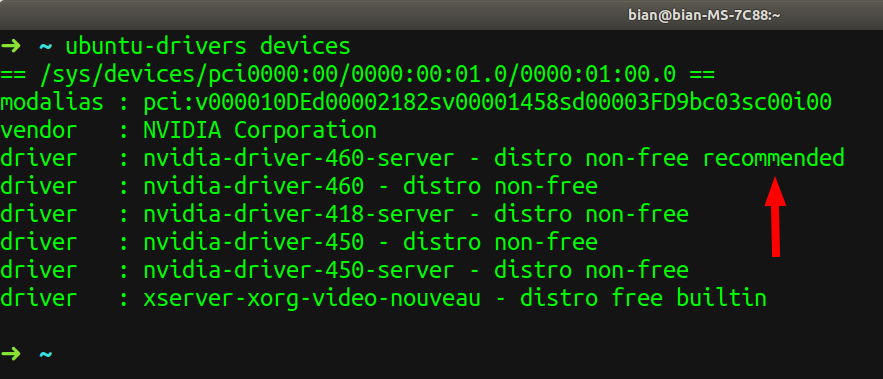 bian@bian-MS-7C88:~
➜ ~ ubuntu-drivers devices
== /sys/devices/pci0000:00/0000:00:01.0/0000:01:00.0 ==
modalias : pci:v000010DEd00002182sv00001458sd00003FD9bc03sc00i00
vendor   : NVIDIA Corporation
driver   : nvidia-driver-460-server - distro non-free recommended
driver   : nvidia-driver-460 - distro non-free
driver   : nvidia-driver-418-server - distro non-free
driver   : nvidia-driver-450 - distro non-free
driver   : nvidia-driver-450-server - distro non-free
driver   : xserver-xorg-video-nouveau - distro free builtin
➜ ~